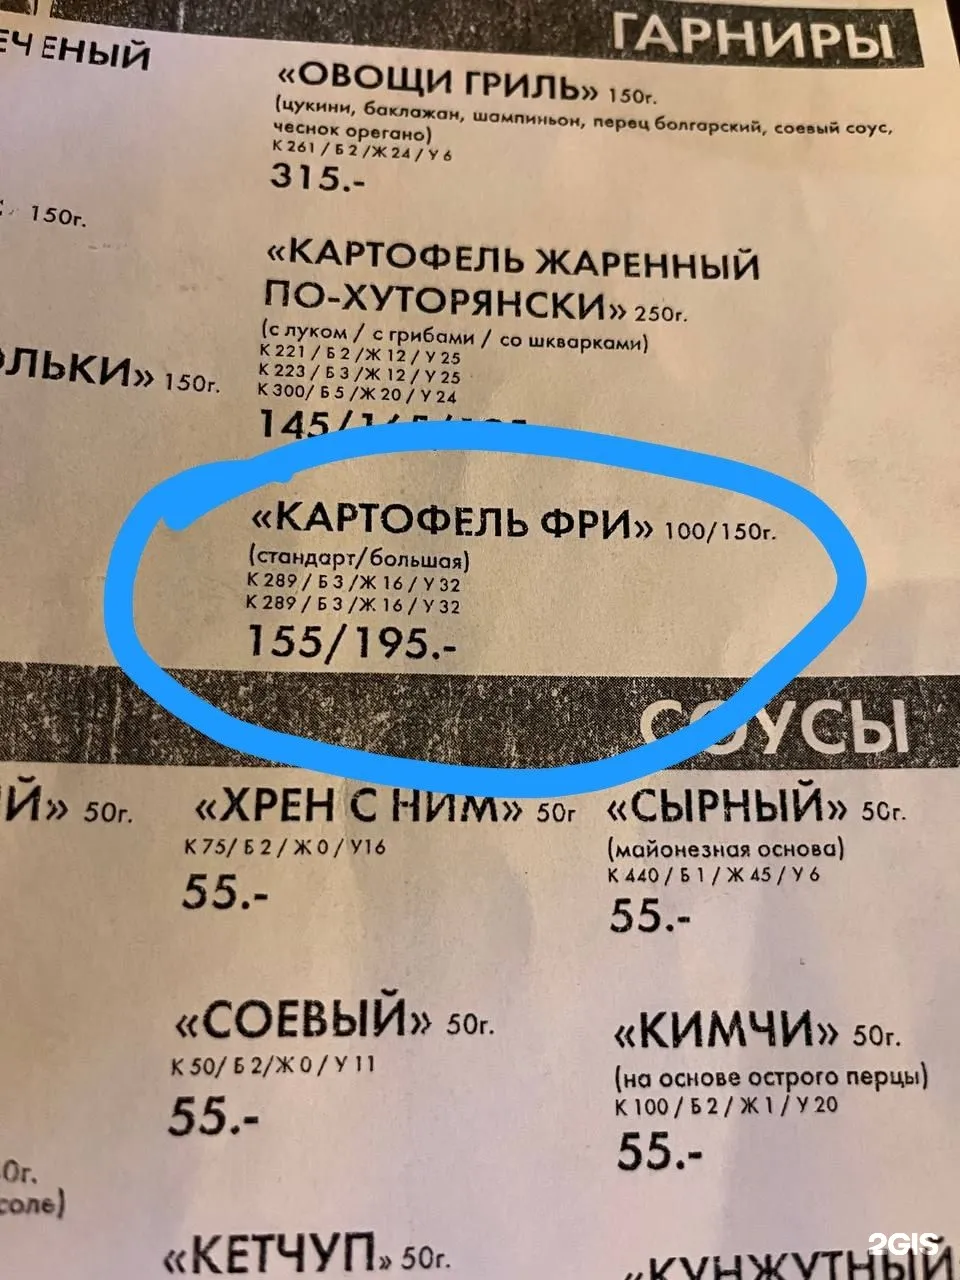 ГАРНИРЫ
«ОВОЩИ ГРИЛЬ» 150г.
(цукини, баклажан, шампиньон, перец болгарский, соевый соус,
чеснок орегано)
К 261 / Б 2 /Ж 24 / У 6
315.-
150г.
«КАРТОФЕЛЬ ЖАРЕННЫЙ
ПО-ХУТОРЯНСКИ» 250г.
(с луком / с грибами / со шкварками)
К 221 / Б 2 / Ж 12 / У 25
К 223 / Б 3 / Ж 12 / У 25
К 300/ Б 5 / Ж 20 / У 24
145/
150г.
«КАРТОФЕЛЬ ФРИ» 100/150г.
(стандарт/большая)
К 289 / Б 3 /Ж 16 / У 32
К 289 / Б 3 /Ж 16 / У 32
155/195.-
СОУСЫ
Й» 50г.
«ХРЕН С НИМ» 50г
К 75/ Б 2 / Ж 0 / У16
55.-
«СЫРНЫЙ» 50г.
(майонезная основа)
К 440 / Б 1 / Ж 45 / У 6
55.-
«СОЕВЫЙ» 50г.
К 50/ Б 2/Ж 0 / У 11
55.-
«КИМЧИ» 50г.
(на основе острого перцы)
К 100 / Б 2 / Ж 1 / У 20
55.-
«КЕТЧУП» 50г.
«КУНЖУТНЫЙ
2GIS